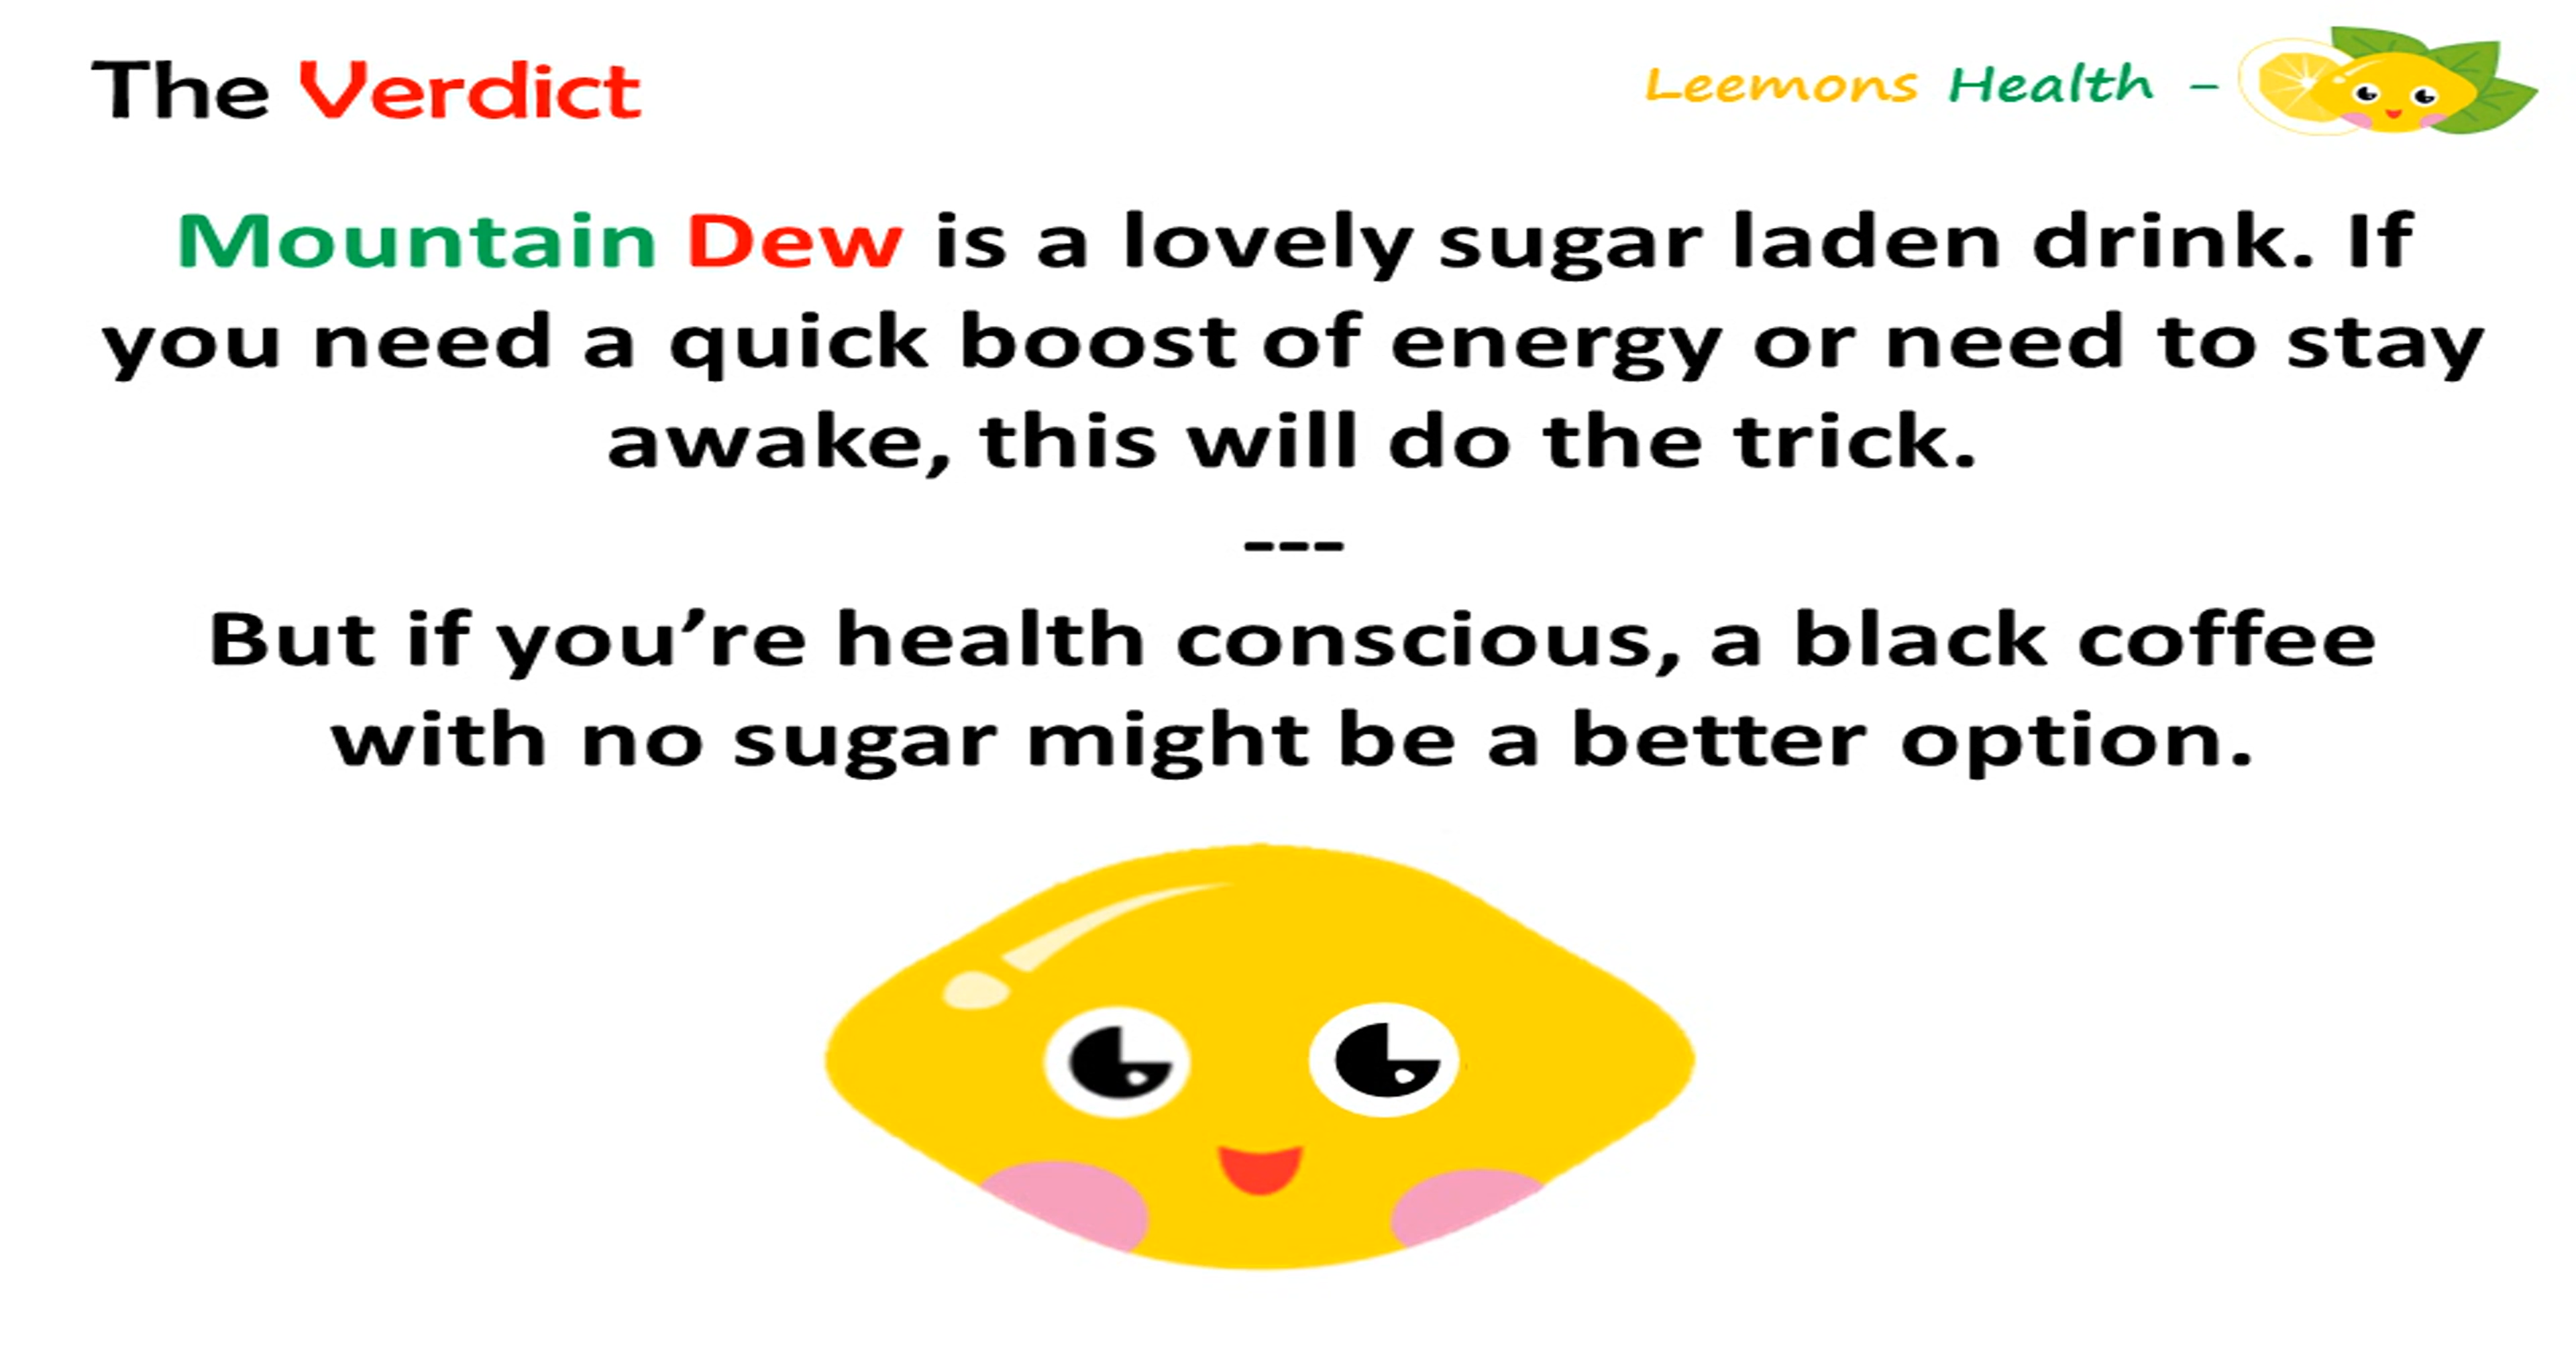 The Verdict
Leemons Health -
Mountain Dew is a lovely sugar laden drink. If
you need a quick boost of energy or need to stay
awake, this will do the trick.
---
But if you’re health conscious, a black coffee
with no sugar might be a better option.